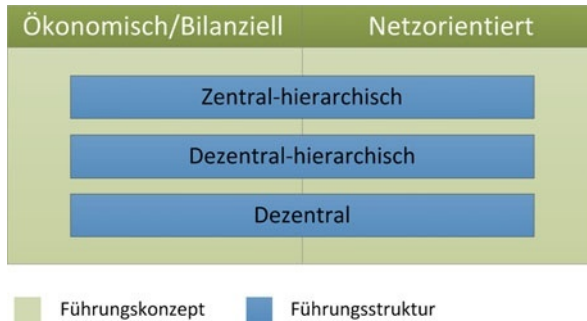 Ökonomisch/Bilanziell Netzorientiert
Zentral-hierarchisch
Dezentral-hierarchisch
Dezentral
Führungskonzept Führungsstruktur